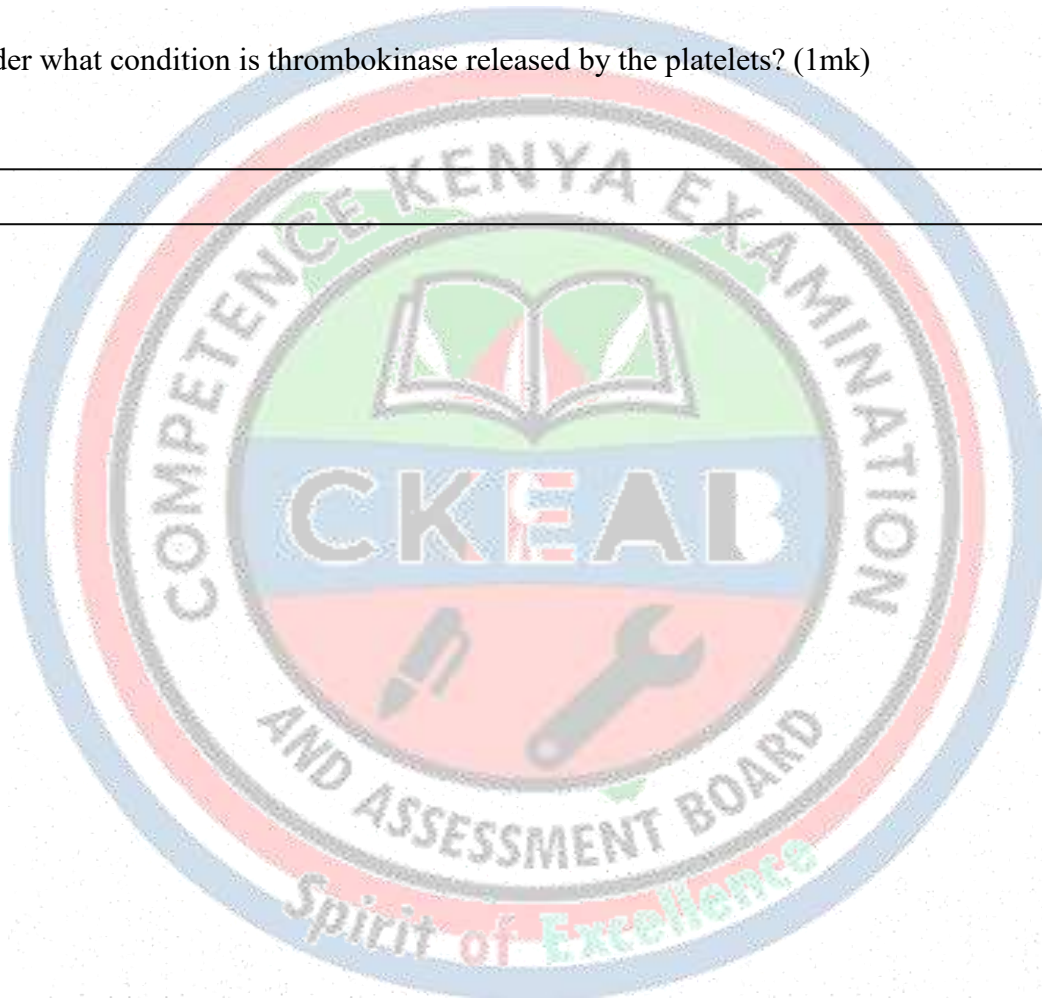 der what condition is thrombokinase released by the platelets? (1mk)
COMPETENCE KENYA EXAMINATION
CKEAB
AND ASSESSMENT BOARD
Spirit of Excellence